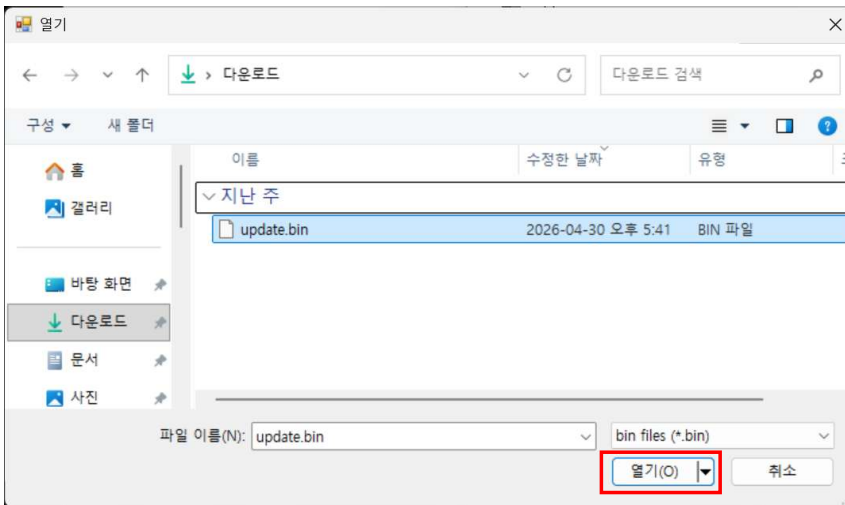 열기
다운로드
다운로드 검색
구성
새 폴더
홈
갤러리
바탕 화면
다운로드
문서
사진
이름
수정한 날짜
유형
지난 주
update.bin
2026-04-30 오후 5:41
BIN 파일
파일 이름(N):
update.bin
bin files (*.bin)
열기(O)
취소